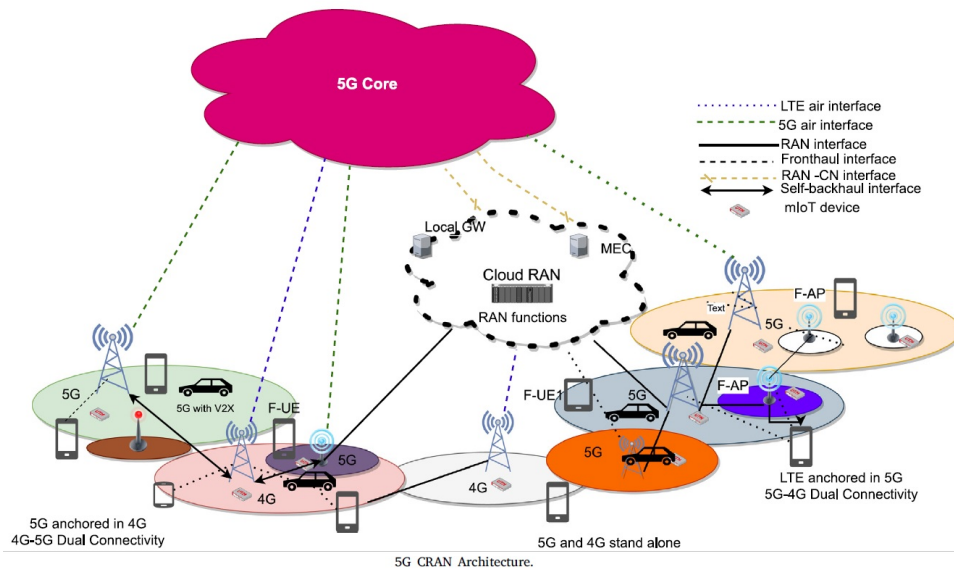 5G Core
LTE air interface
5G air interface
RAN interface
Fronthaul interface
RAN -CN interface
Self-backhaul interface
mIoT device
Local GW
MEC
Cloud RAN
RAN functions
F-AP
Text
5G
5G
5G with V2X
F-UE
F-UE1
5G
F-AP
5G
5G
4G
4G
LTE anchored in 5G
5G-4G Dual Connectivity
5G anchored in 4G
4G-5G Dual Connectivity
5G and 4G stand alone
5G CRAN Architecture.